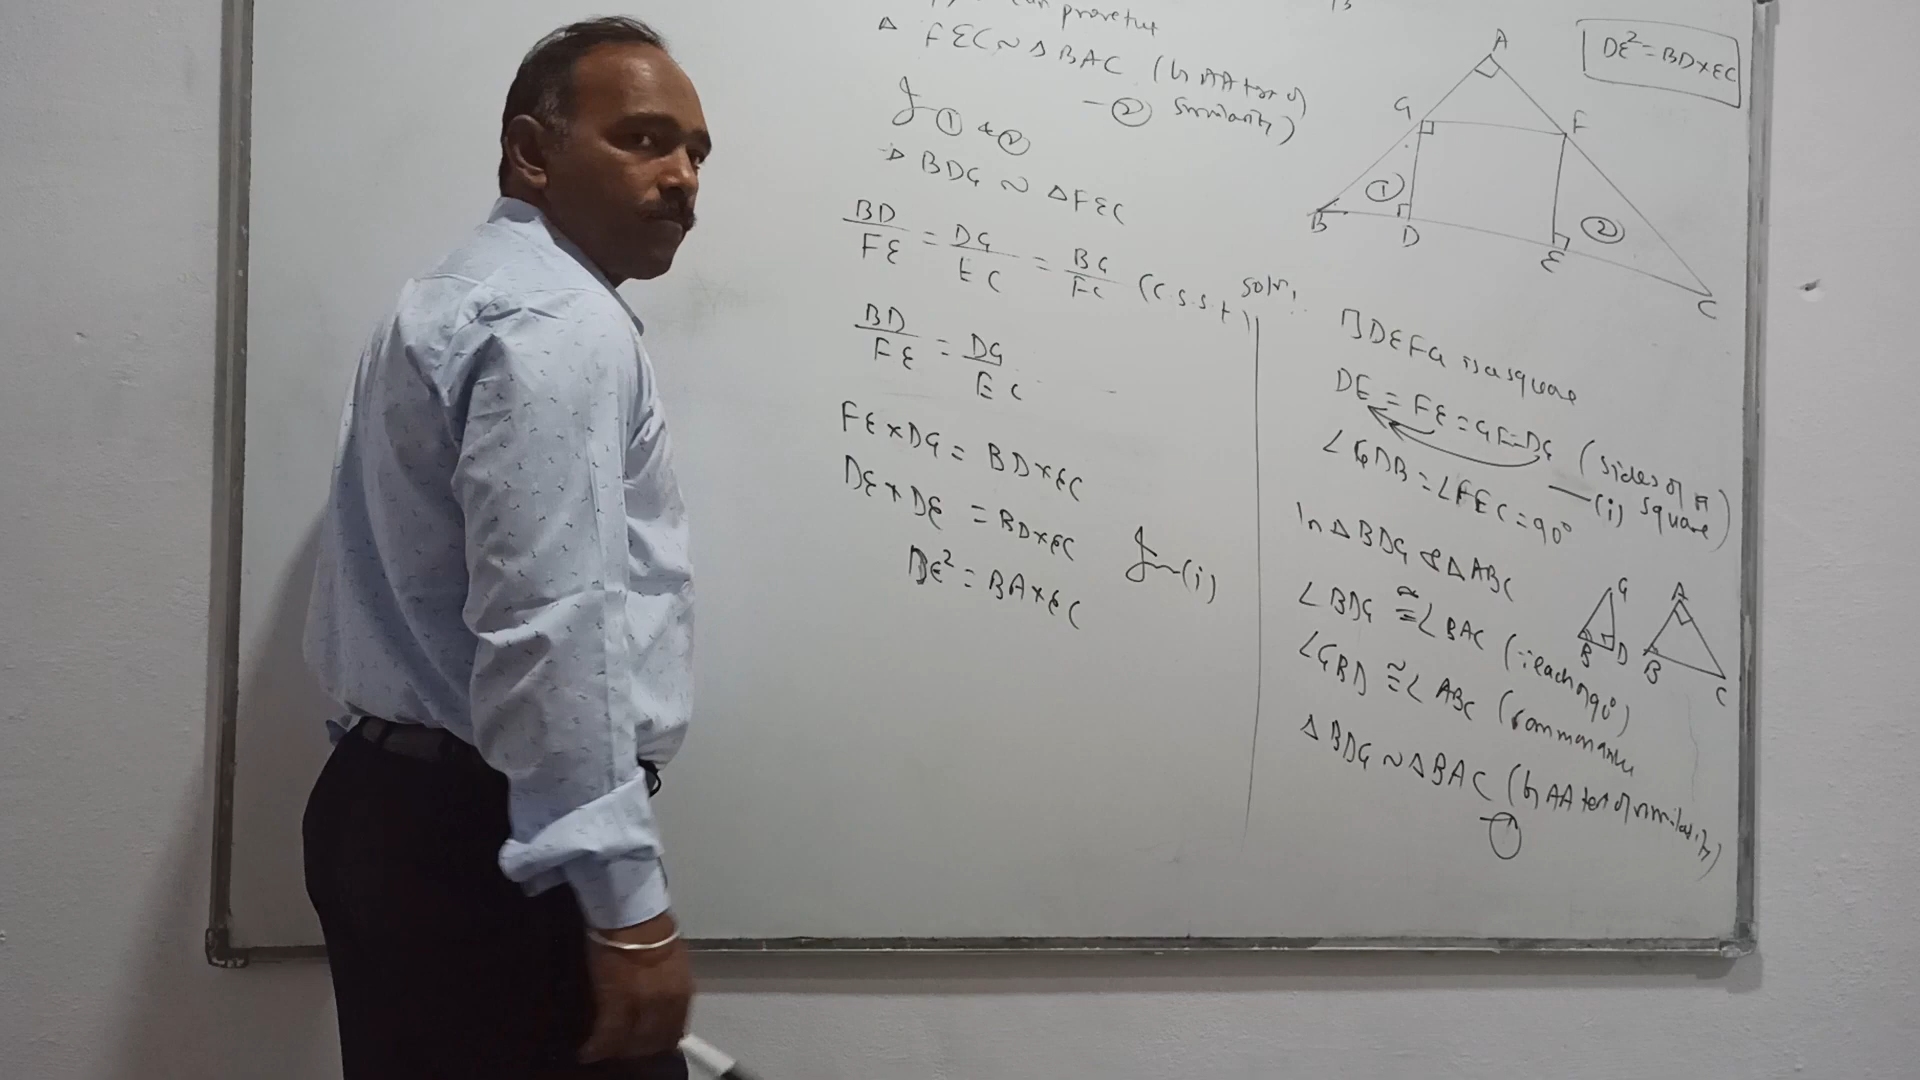 can prove that
Δ FEC ~ Δ BAC (by AA test of
— ② similarity)
① & ②
Δ BDG ~ Δ FEC
BD/FE = DG/EC = BG/FC (C.S.S.T)
BD/FE = DG/EC
FE×DG = BD×EC
DE×DE = BD×EC
(i)
DE² = BA×EC
DE² = BD×EC
A
G
F
①
②
B
D
E
C
Soln:
□DEFG is a square
DE = FE = GF = DG (sides of a
square)
—(i)
∠GDB = ∠FEC = 90°
In Δ BDG & Δ ABC
∠BDG ≅ ∠BAC (∵ each of 90°)
∠GBD ≅ ∠ABC (common angle
Δ BDG ~ Δ BAC (by AA test of similarity)
G
B
D
A
B
C